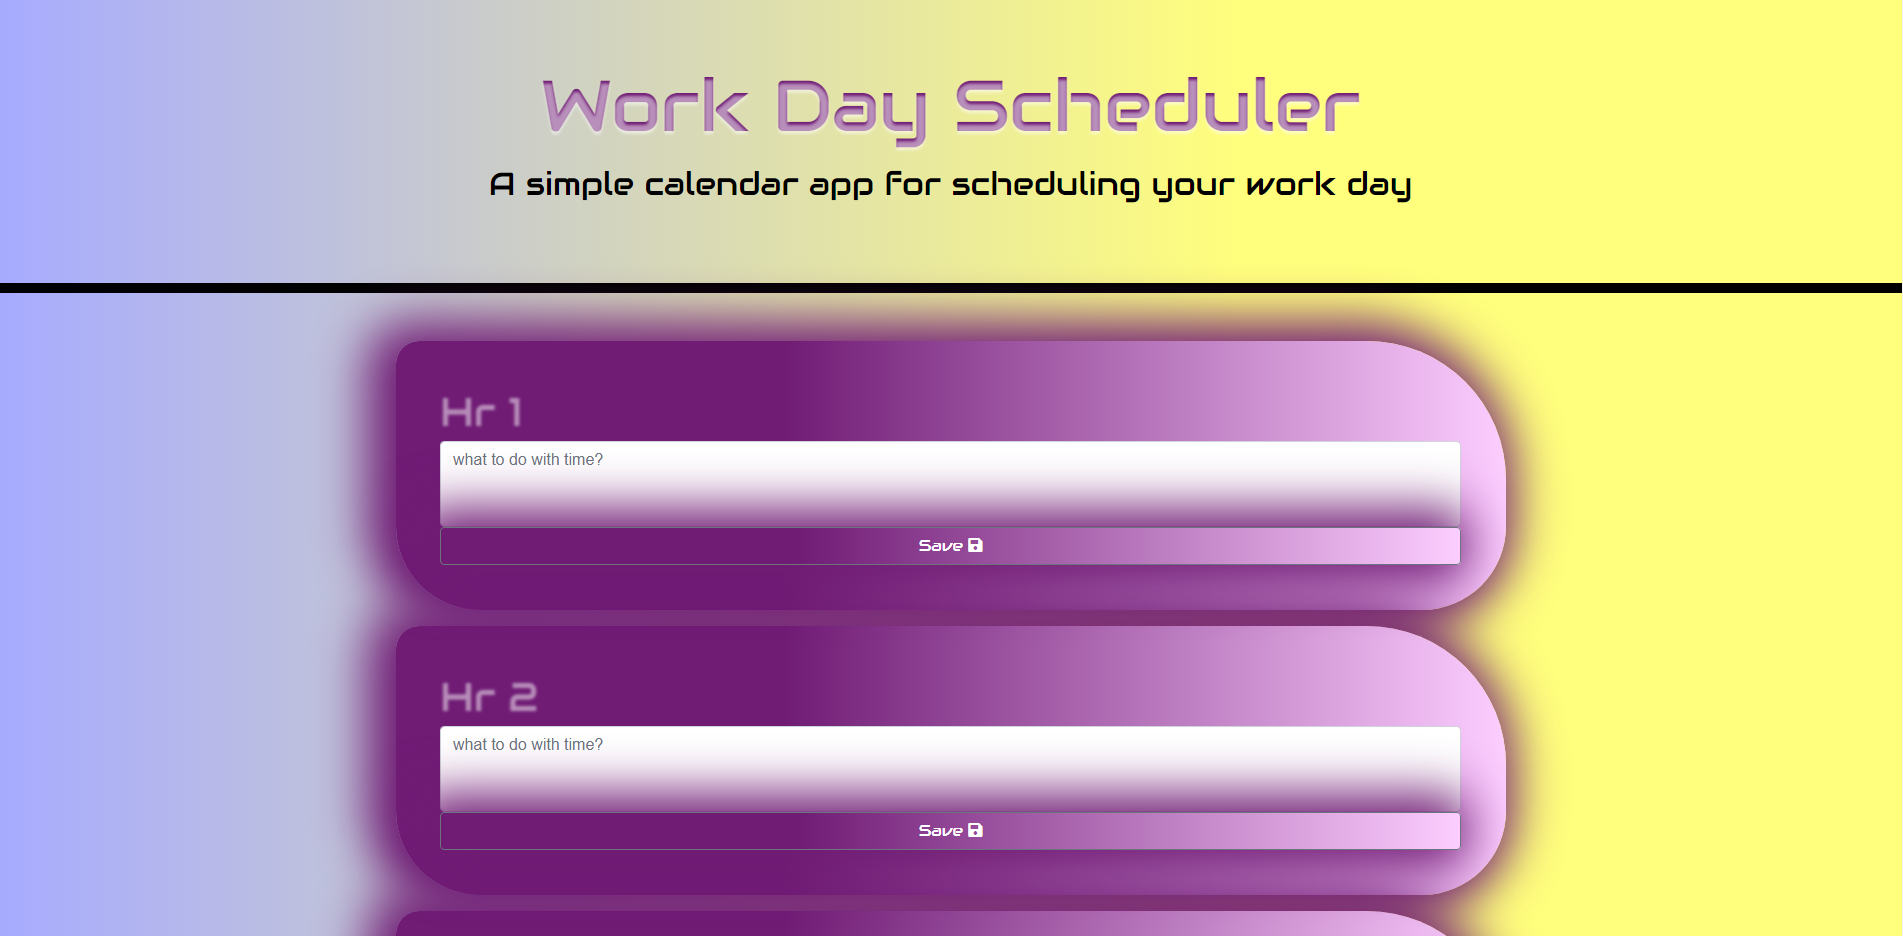 Work Day Scheduler
A simple calendar app for scheduling your work day
Hr 1
what to do with time?
Save
Hr 2
what to do with time?
Save